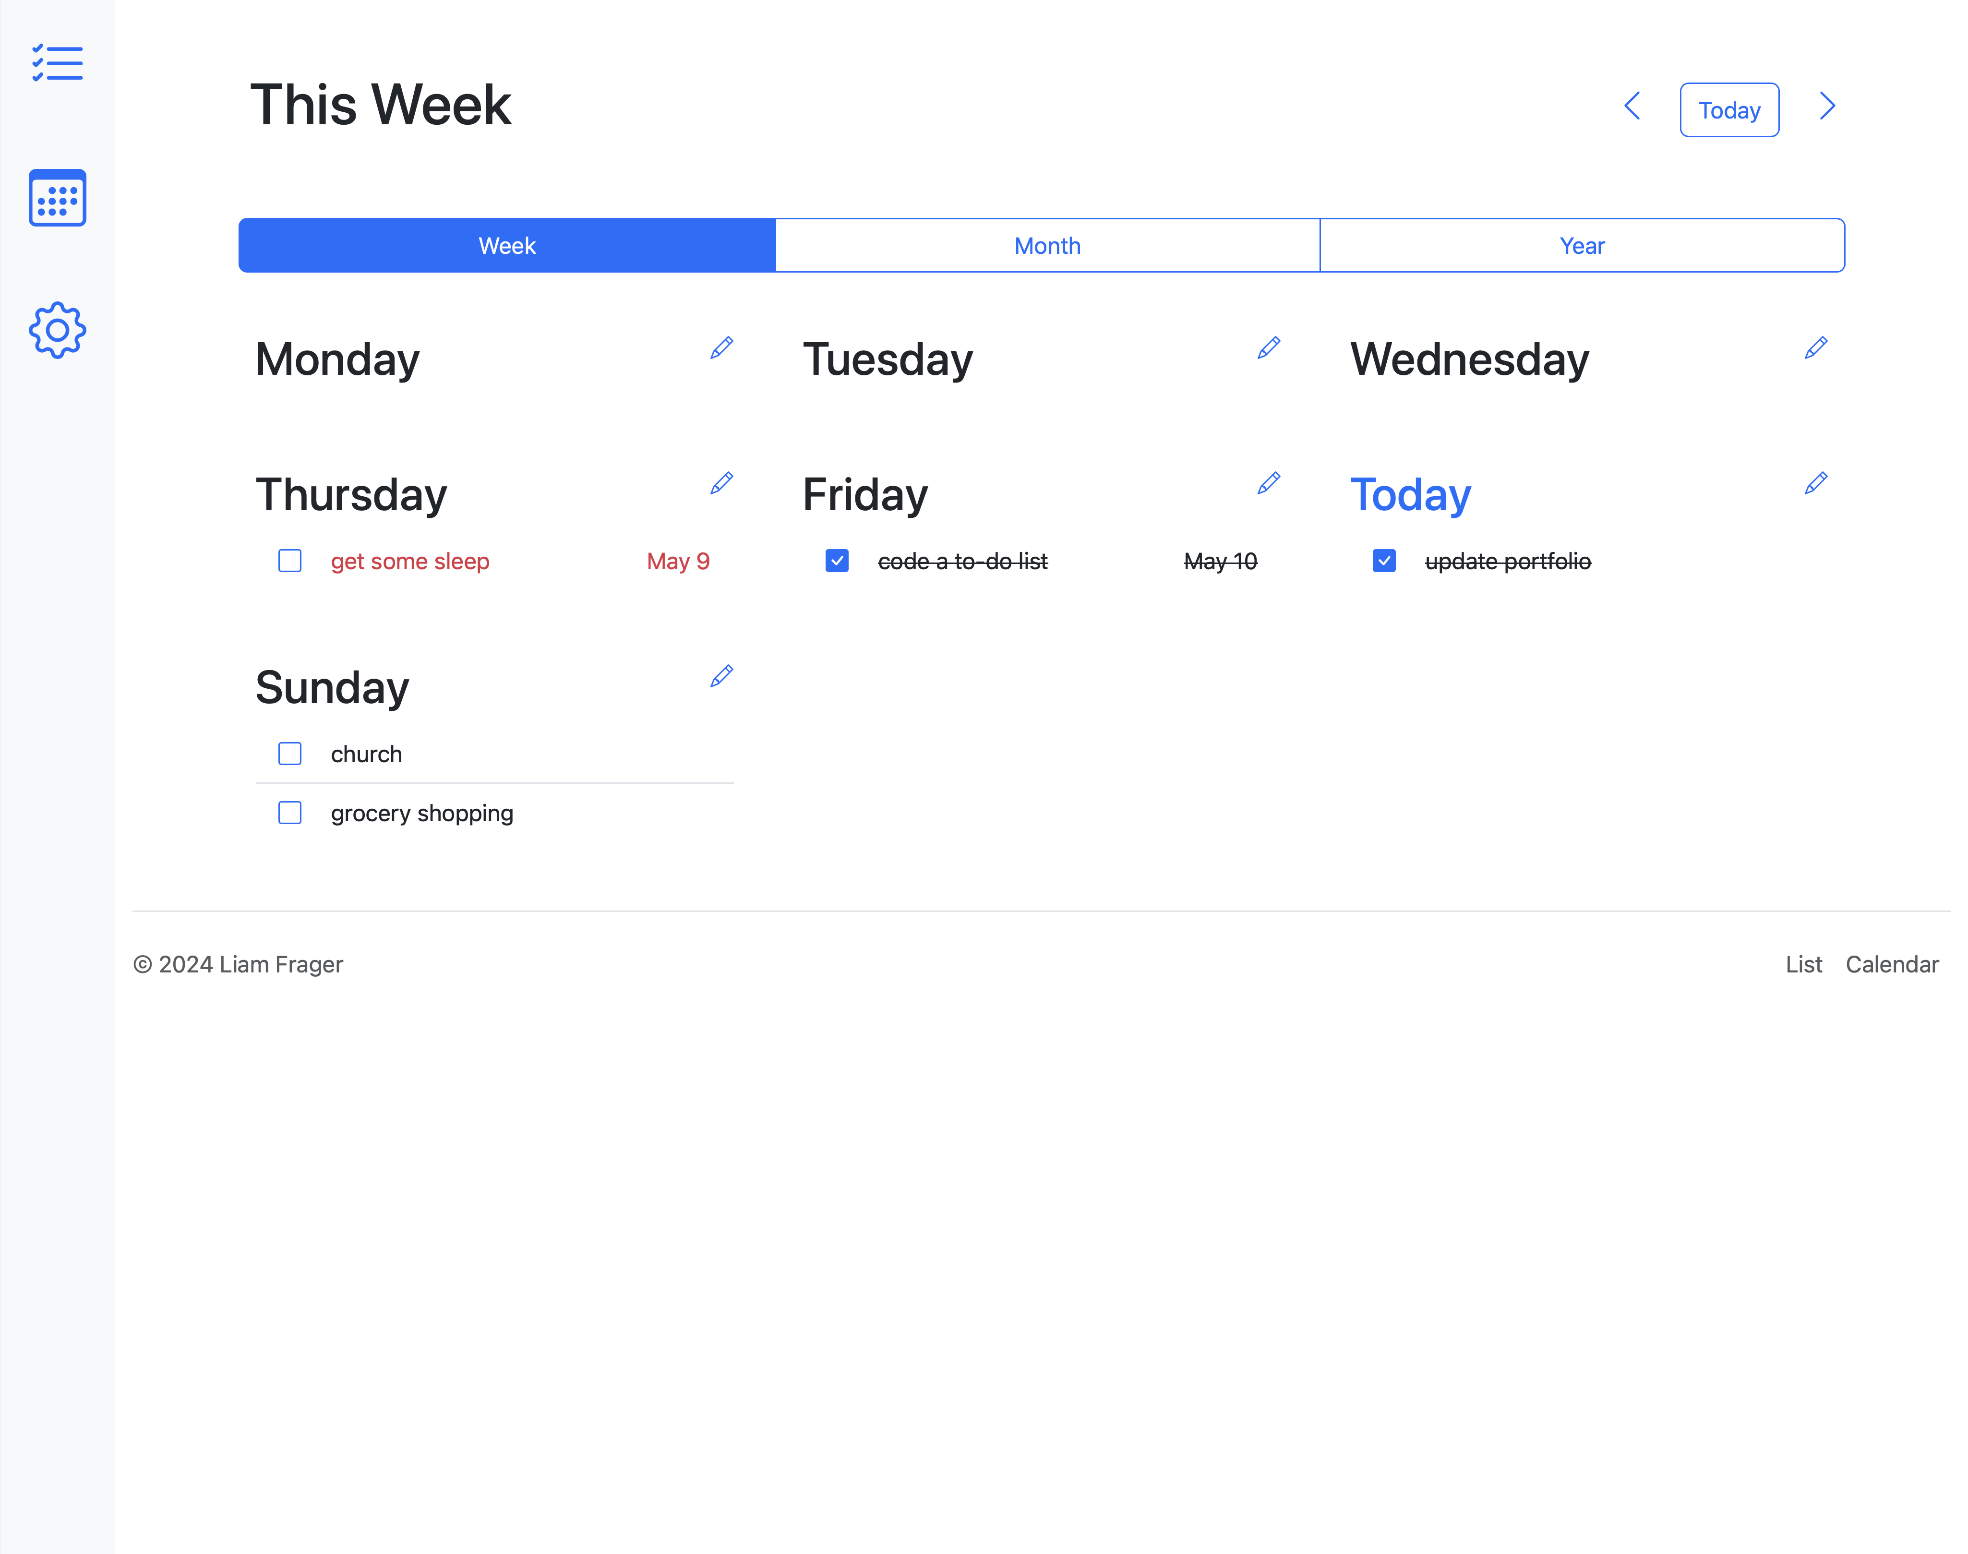 This Week
Today
Week Month Year
Monday Tuesday Wednesday
Thursday Friday Today
get some sleep May 9 code a to-do list May 10 update portfolio
Sunday
church
grocery shopping
© 2024 Liam Frager List Calendar